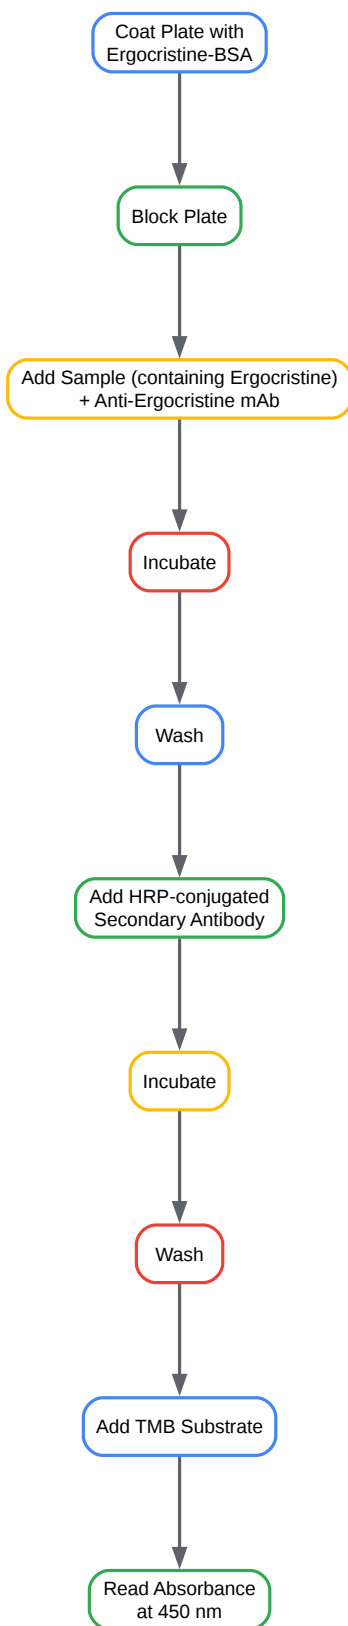 Coat Plate with
Ergocristine-BSA
Block Plate
Add Sample (containing Ergocristine)
+ Anti-Ergocristine mAb
Incubate
Wash
Add HRP-conjugated
Secondary Antibody
Incubate
Wash
Add TMB Substrate
Read Absorbance
at 450 nm